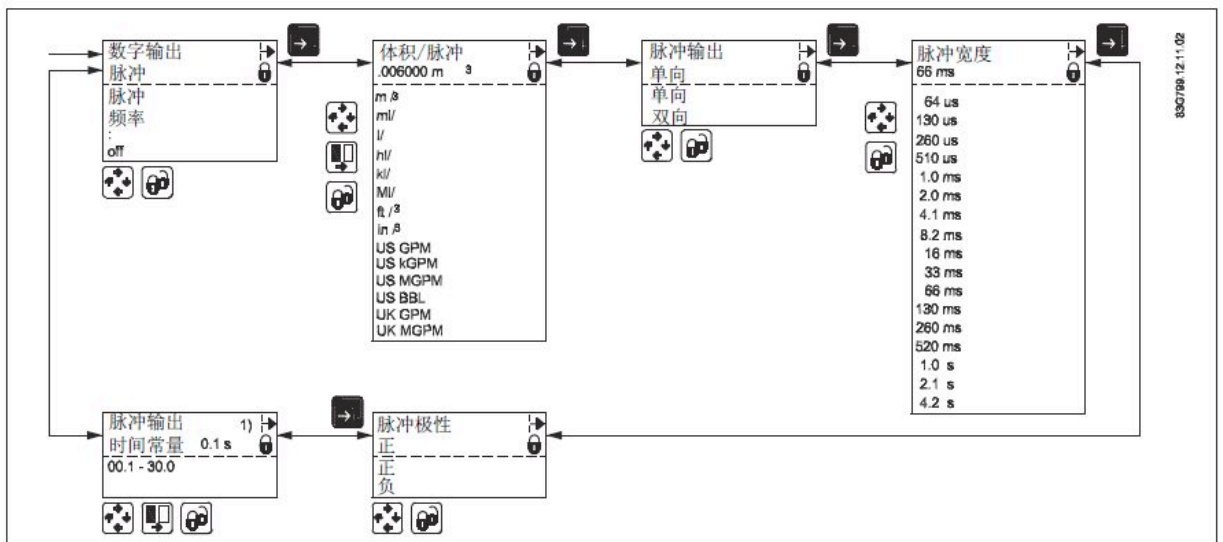 数字输出
脉冲
脉冲
频率
:
off
体积/脉冲
.006000 m 3
m /3
ml/
l/
hl/
kl/
Ml/
ft /3
in /3
US GPM
US kGPM
US MGPM
US BBL
UK GPM
UK MGPM
脉冲输出
单向
单向
双向
脉冲宽度
66 ms
64 us
130 us
260 us
510 us
1.0 ms
2.0 ms
4.1 ms
8.2 ms
16 ms
33 ms
66 ms
130 ms
260 ms
520 ms
1.0 s
2.1 s
4.2 s
脉冲输出 1)
时间常量 0.1 s
00.1 - 30.0
脉冲极性
正
正
负
83G799.12.11.02